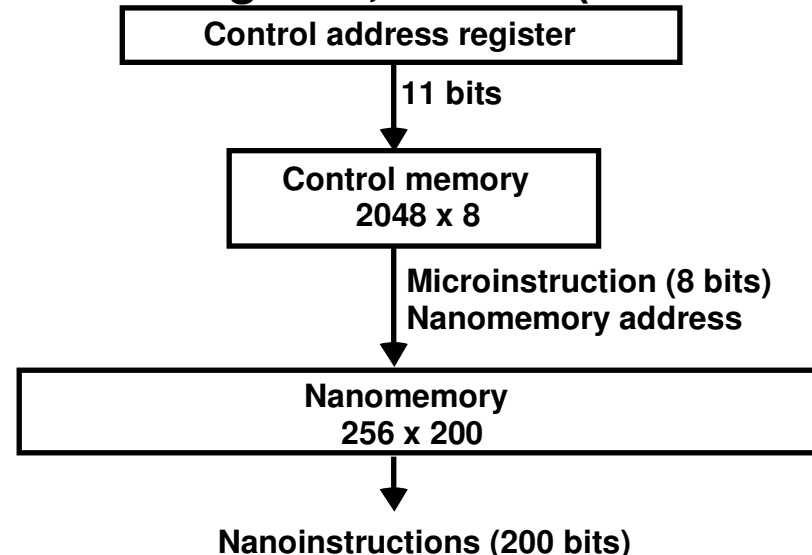 Control address register
11 bits
Control memory
2048 x 8
Microinstruction (8 bits)
Nanomemory address
Nanomemory
256 x 200
Nanoinstructions (200 bits)